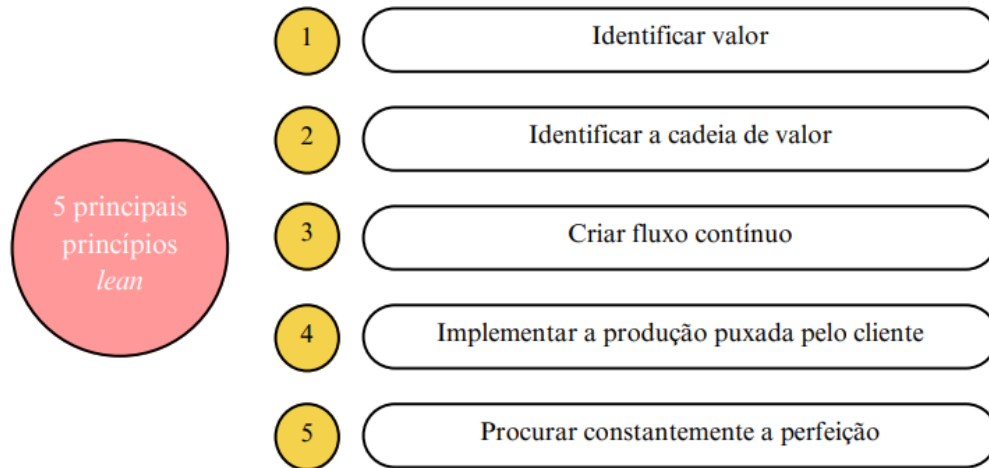 5 principais
princípios
lean
1
Identificar valor
2
Identificar a cadeia de valor
3
Criar fluxo contínuo
4
Implementar a produção puxada pelo cliente
5
Procurar constantemente a perfeição